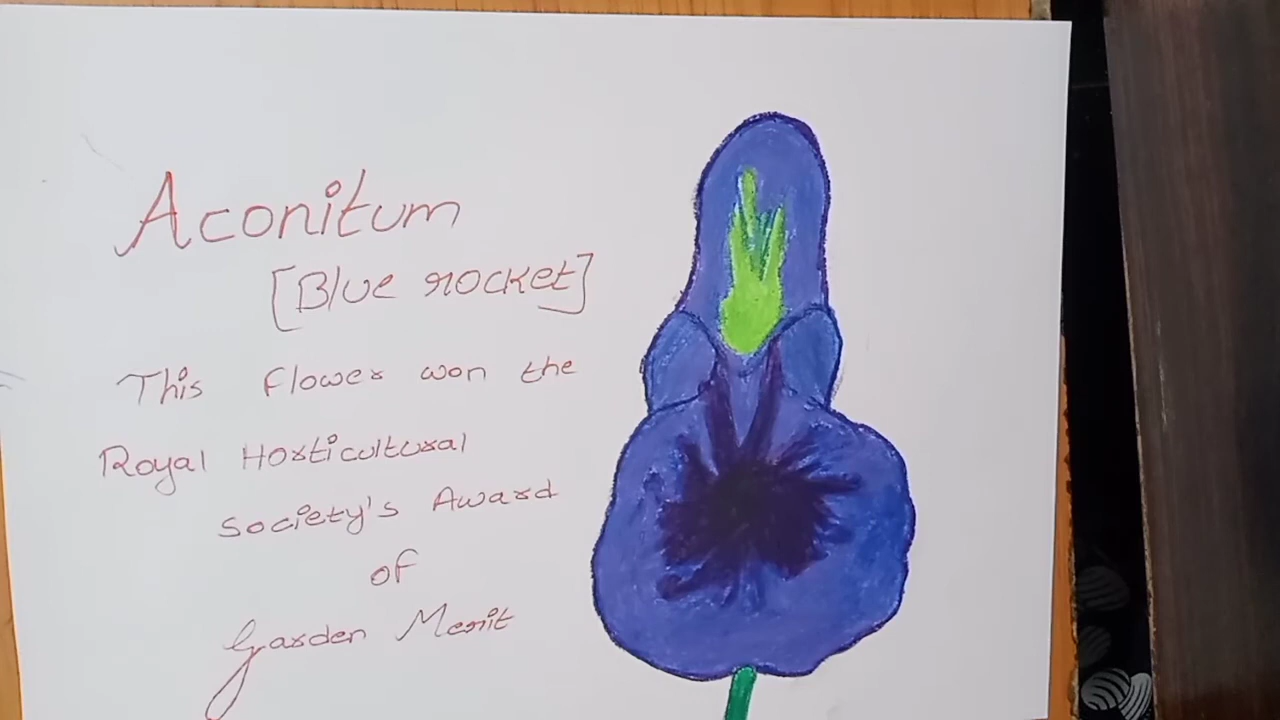 Aconitum
[Blue rocket]
This flower won the
Royal Horticultural
Society's Award
of
Garden Merit